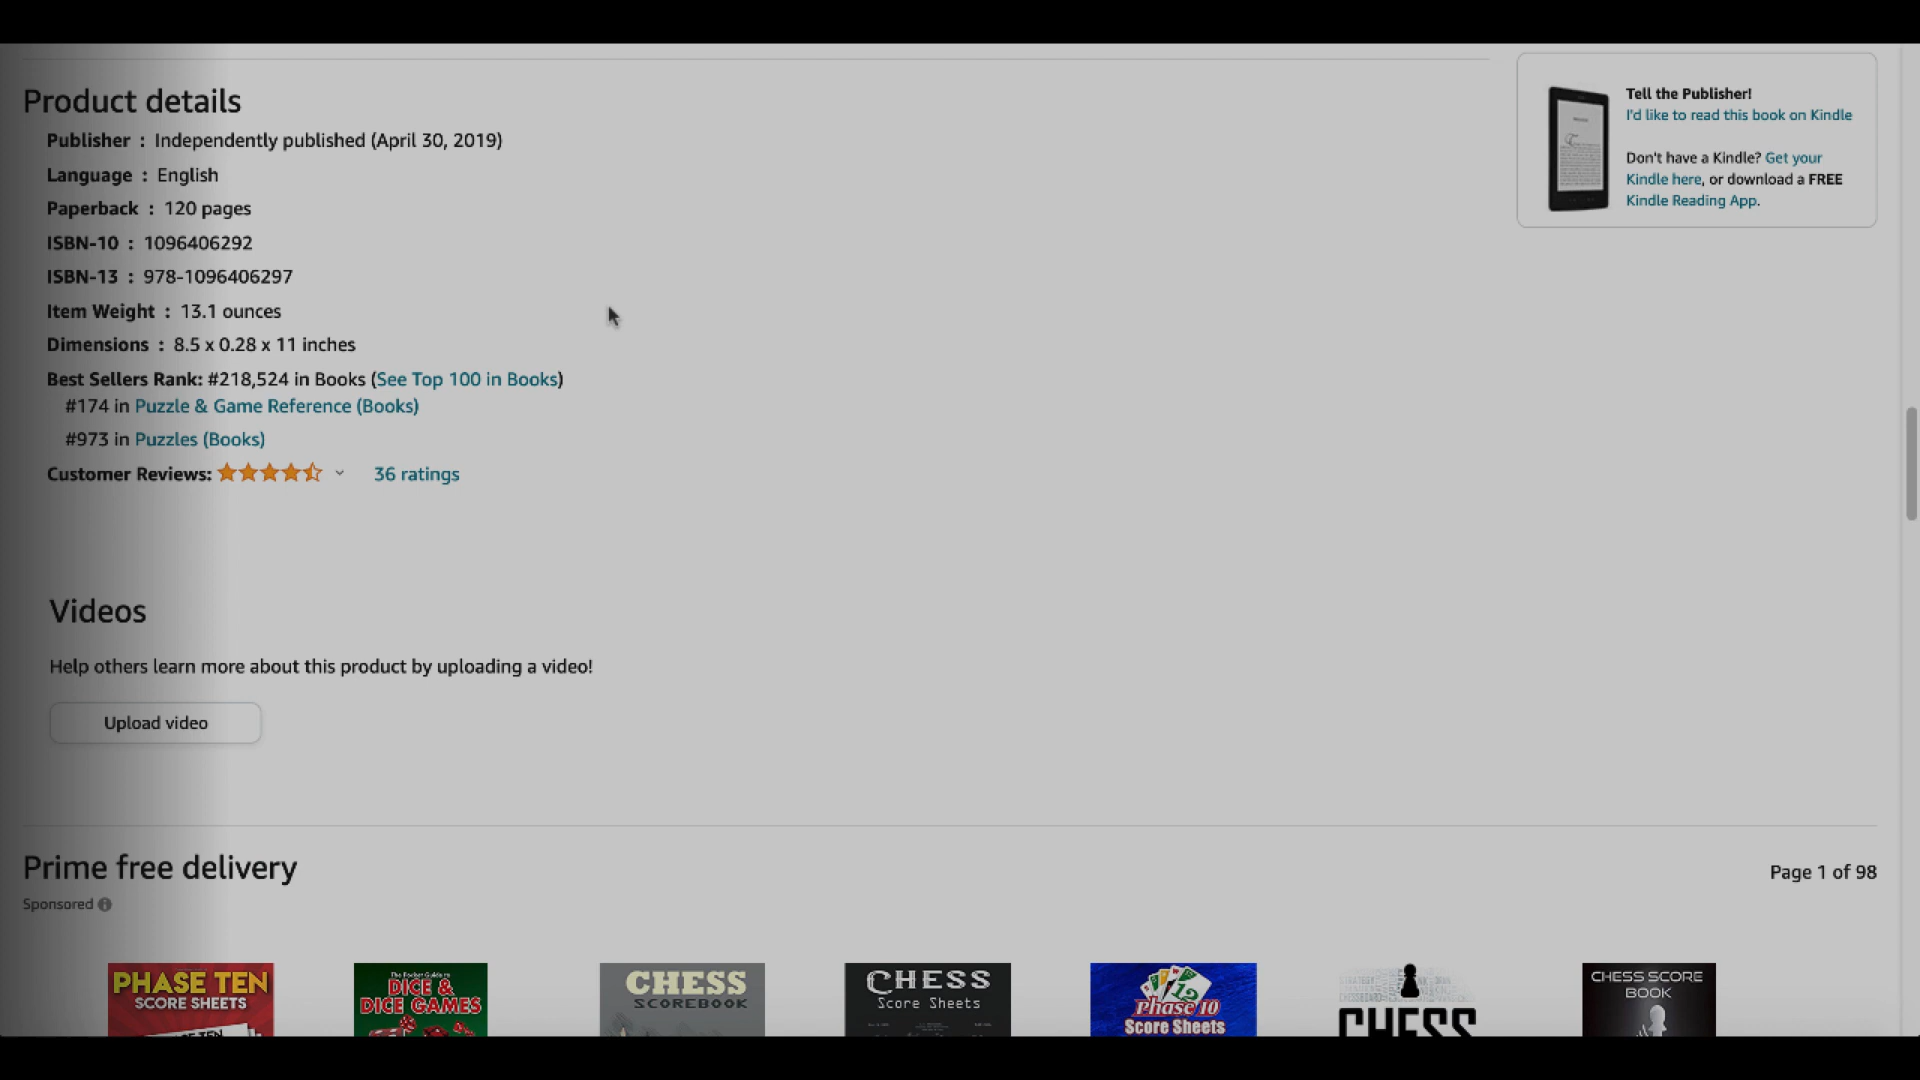 Product details
Publisher : Independently published (April 30, 2019)
Language : English
Paperback : 120 pages
ISBN-10 : 1096406292
ISBN-13 : 978-1096406297
Item Weight : 13.1 ounces
Dimensions : 8.5 x 0.28 x 11 inches
Best Sellers Rank: #218,524 in Books (See Top 100 in Books)
#174 in Puzzle & Game Reference (Books)
#973 in Puzzles (Books)
Customer Reviews: 36 ratings
Tell the Publisher!
I'd like to read this book on Kindle
Don't have a Kindle? Get your
Kindle here, or download a FREE
Kindle Reading App.
Videos
Help others learn more about this product by uploading a video!
Upload video
Prime free delivery
Page 1 of 98
Sponsored
PHASE TEN
SCORE SHEETS
The Pocket Guide to
DICE &
DICE GAMES
CHESS
SCOREBOOK
CHESS
Score Sheets
Phase 10
Score Sheets
CHESS
CHESS SCORE
BOOK